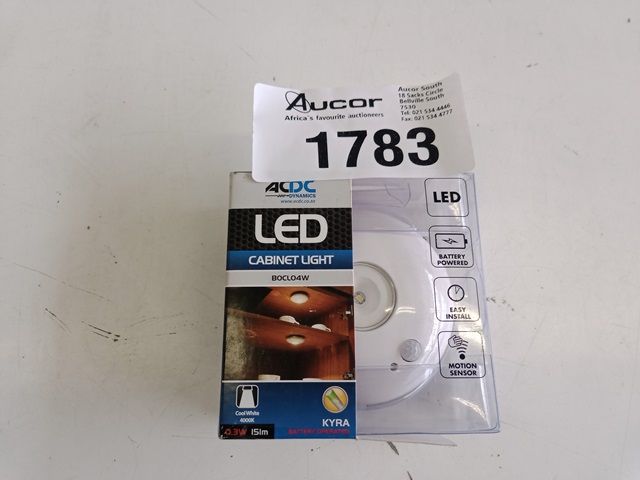 Aucor
Africa's favourite auctioneers
Aucor South
18 Sacks Circle
Bellville South
7530
Tel: 021 534 4446
Fax: 021 534 4777
1783
ACDC
DYNAMICS
www.acdc.co.za
LED
CABINET LIGHT
BOCL04W
Cool White
4000K
KYRA
0.3W 15lm
BATTERY OPERATED
LED
BATTERY
POWERED
EASY
INSTALL
MOTION
SENSOR